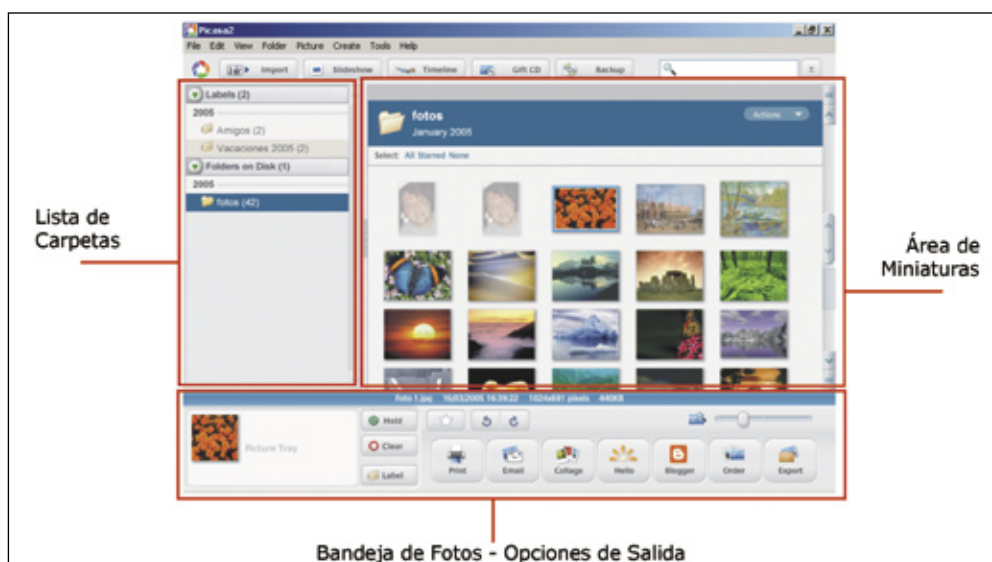 Picasa2
File Edit View Folder Picture Create Tools Help
Import Slideshow Timeline Gift CD Backup
Labels (2)
2005
Amigos (2)
Vacaciones 2005 (2)
Folders on Disk (1)
2005
fotos (42)
fotos
January 2005
Actions
Select: All Starred None
Lista de
Carpetas
Área de
Miniaturas
foto 1.jpg 16/03/2005 16:39:22 1024x691 pixels 440KB
Picture Tray
Hold
Clear
Label
Print Email Collage Hello Blogger Order Export
Bandeja de Fotos - Opciones de Salida